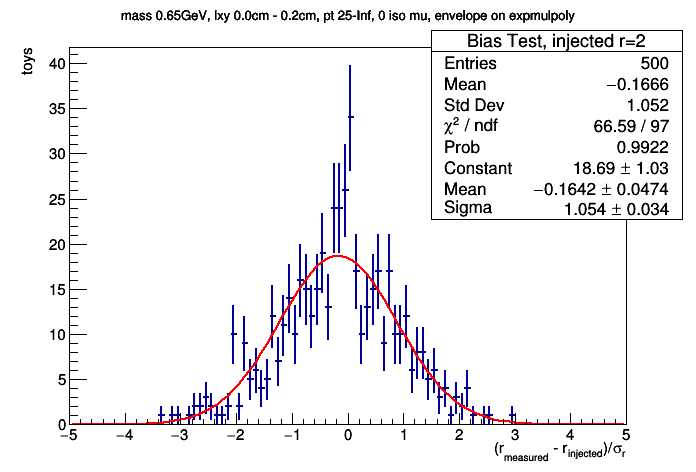 mass 0.65GeV, lxy 0.0cm - 0.2cm, pt 25-Inf, 0 iso mu, envelope on expmulpoly
Bias Test, injected r=2
Entries 500
Mean −0.1666
Std Dev 1.052
χ² / ndf 66.59 / 97
Prob 0.9922
Constant 18.69 ± 1.03
Mean −0.1642 ± 0.0474
Sigma 1.054 ± 0.034
toys
40
35
30
25
20
15
10
5
0
−5 −4 −3 −2 −1 0 1 2 3 4 5
(r_measured - r_injected)/σ_r